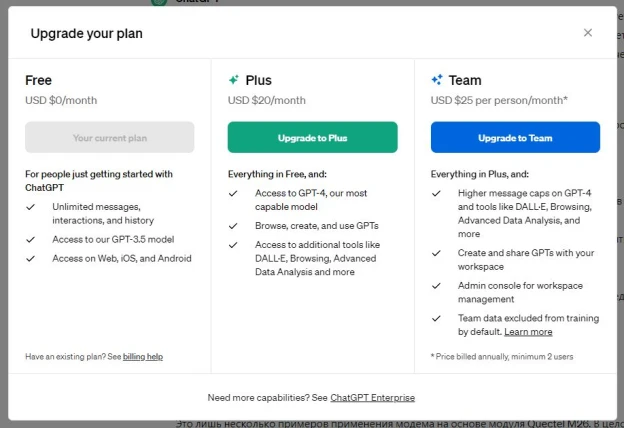 ChatGPT
Upgrade your plan
Free
USD $0/month
Your current plan
For people just getting started with
ChatGPT
Unlimited messages,
interactions, and history
Access to our GPT-3.5 model
Access on Web, iOS, and Android
Have an existing plan? See billing help
Plus
USD $20/month
Upgrade to Plus
Everything in Free, and:
Access to GPT-4, our most
capable model
Browse, create, and use GPTs
Access to additional tools like
DALL·E, Browsing, Advanced
Data Analysis and more
Team
USD $25 per person/month*
Upgrade to Team
Everything in Plus, and:
Higher message caps on GPT-4
and tools like DALL·E, Browsing,
Advanced Data Analysis, and
more
Create and share GPTs with your
workspace
Admin console for workspace
management
Team data excluded from training
by default. Learn more
* Price billed annually, minimum 2 users
Need more capabilities? See ChatGPT Enterprise
Это лишь несколько примеров применения модема на основе модуля Quectel M26. В